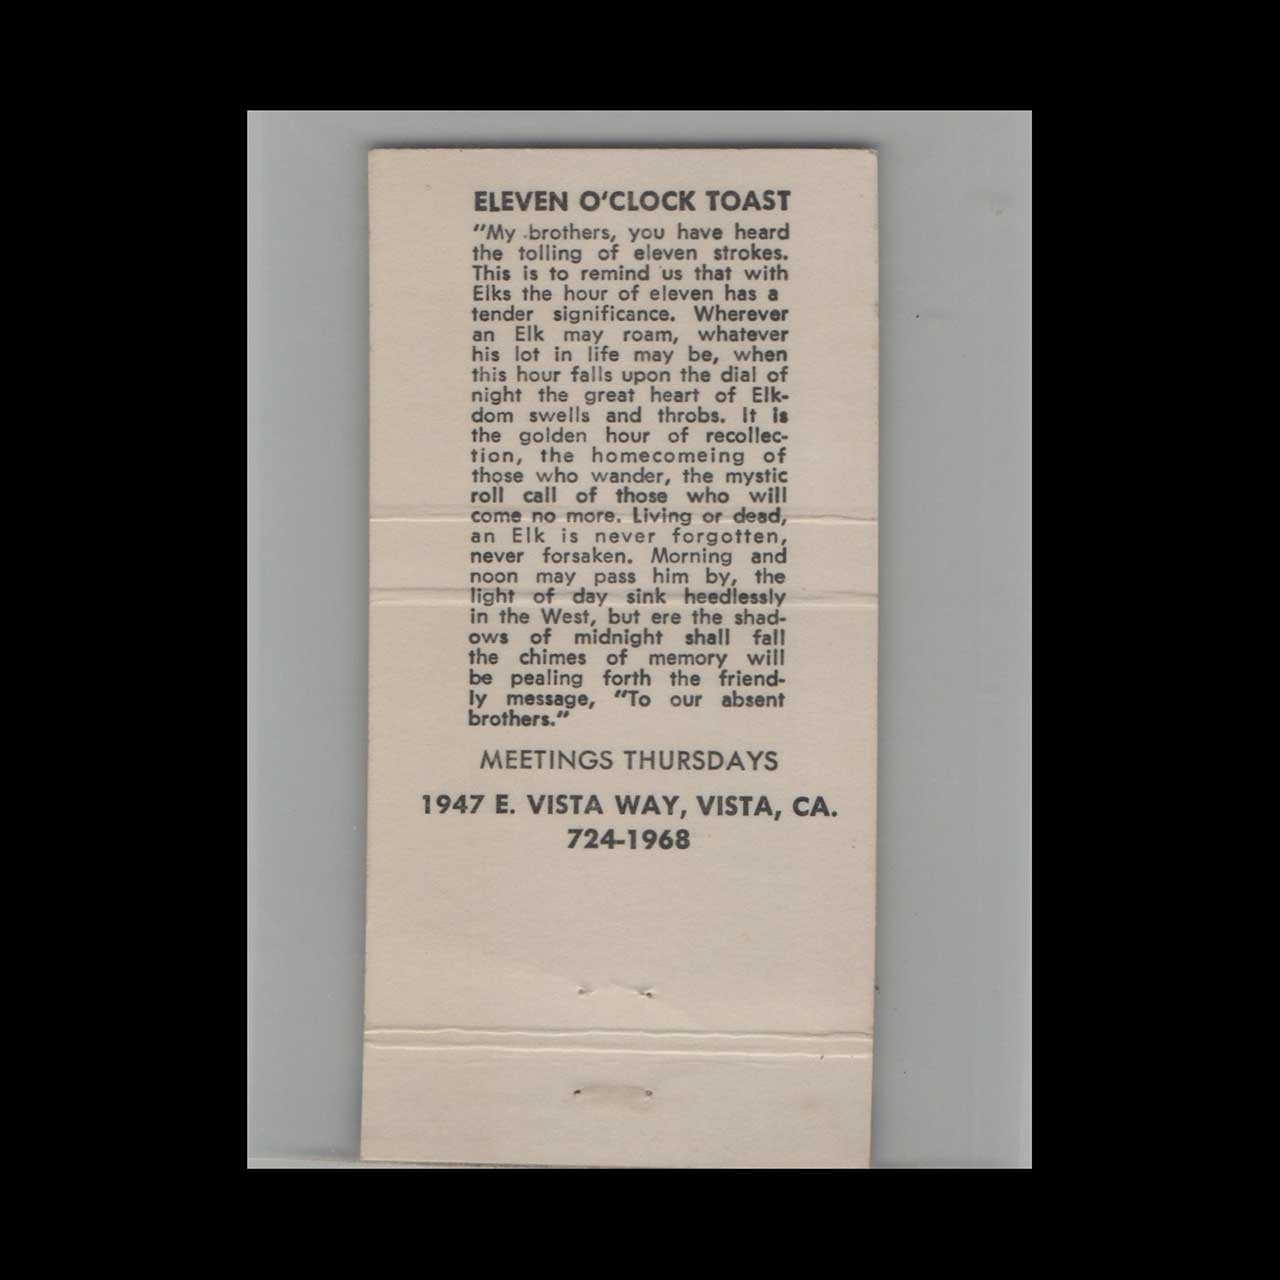 ELEVEN O'CLOCK TOAST
"My brothers, you have heard
the tolling of eleven strokes.
This is to remind us that with
Elks the hour of eleven has a
tender significance. Wherever
an Elk may roam, whatever
his lot in life may be, when
this hour falls upon the dial of
night the great heart of Elk-
dom swells and throbs. It is
the golden hour of recollec-
tion, the homecomeing of
those who wander, the mystic
roll call of those who will
come no more. Living or dead,
an Elk is never forgotten,
never forsaken. Morning and
noon may pass him by, the
light of day sink heedlessly
in the West, but ere the shad-
ows of midnight shall fall
the chimes of memory will
be pealing forth the friend-
ly message, "To our absent
brothers."
MEETINGS THURSDAYS
1947 E. VISTA WAY, VISTA, CA.
724-1968